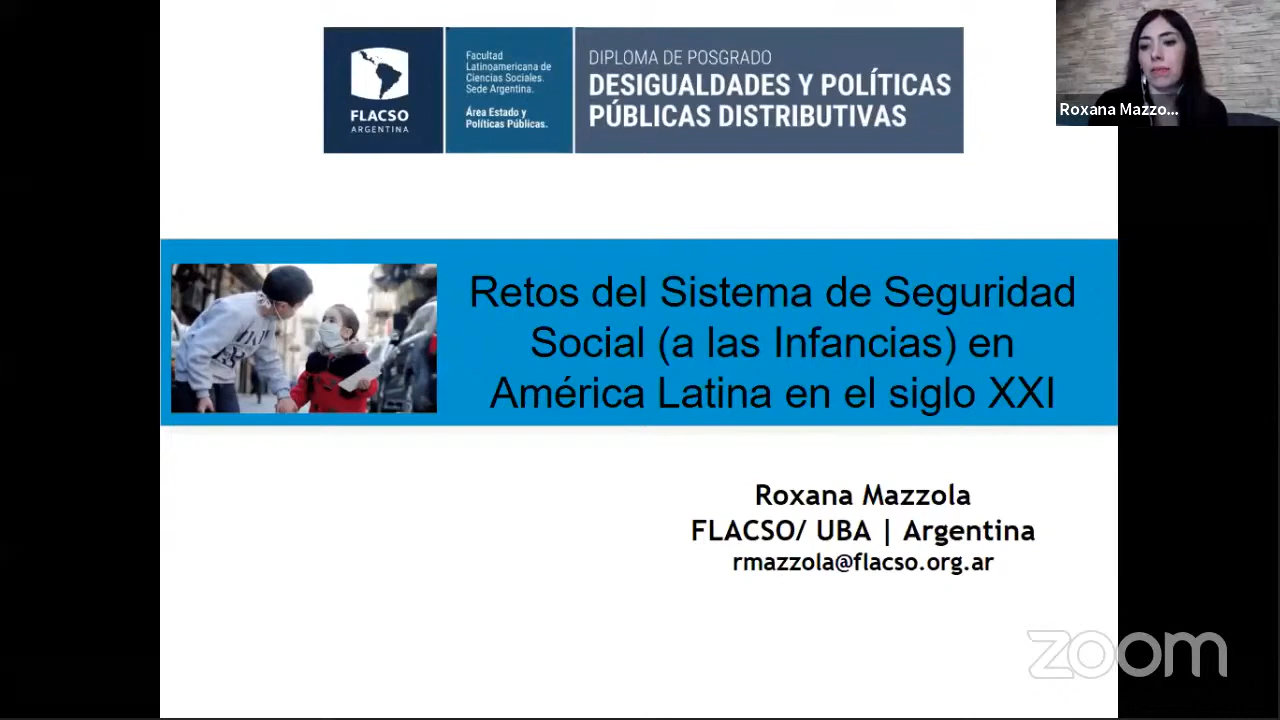 FLACSO
ARGENTINA
Facultad
Latinoamericana de
Ciencias Sociales.
Sede Argentina.
Área Estado y
Políticas Públicas.
DIPLOMA DE POSGRADO
DESIGUALDADES Y POLÍTICAS
PÚBLICAS DISTRIBUTIVAS
Roxana Mazzo...
Retos del Sistema de Seguridad
Social (a las Infancias) en
América Latina en el siglo XXI
Roxana Mazzola
FLACSO/ UBA | Argentina
rmazzola@flacso.org.ar
zoom